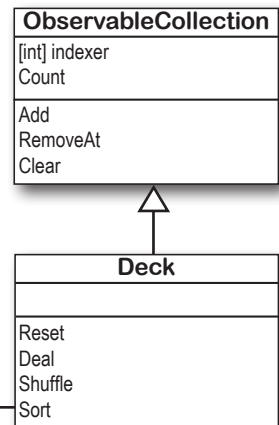 ObservableCollection
[int] indexer
Count
Add
RemoveAt
Clear
Deck
Reset
Deal
Shuffle
Sort